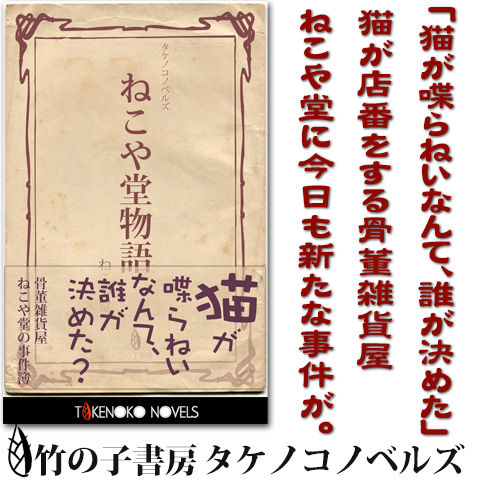 「猫が喋らねいなんて、誰が決めた」
猫が店番をする骨董雑貨屋
ねこや堂に今日も新たな事件が。
タケノコノベルズ
ねこや堂物語
ね
猫が
喋らねい
なんて、
誰が
決めた?
骨董雑貨屋
ねこや堂の事件簿
TAKENOKO NOVELS
竹の子書房 タケノコノベルズ